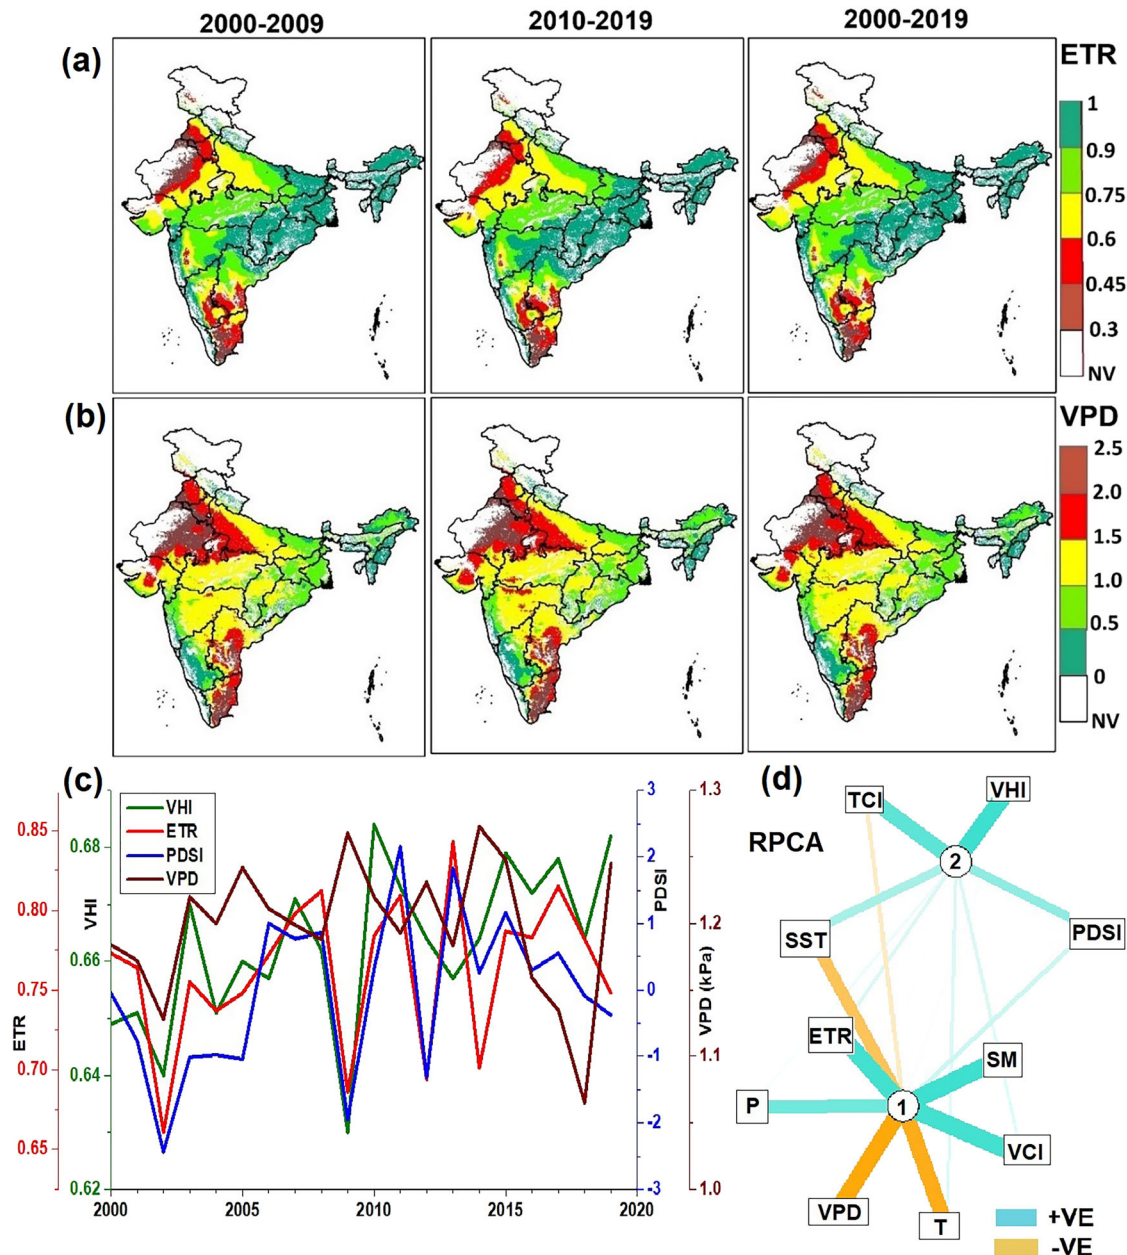 2000-2009
2010-2019
2000-2019
(a)
ETR
1
0.9
0.75
0.6
0.45
0.3
NV
(b)
VPD
2.5
2.0
1.5
1.0
0.5
0
NV
(c)
VHI
ETR
PDSI
VPD
ETR
0.85
0.80
0.75
0.70
0.65
VHI
0.68
0.66
0.64
0.62
PDSI
3
2
1
0
-1
-2
-3
VPD (kPa)
1.3
1.2
1.1
1.0
2000
2005
2010
2015
2020
(d)
RPCA
TCI
VHI
2
SST
PDSI
ETR
SM
P
1
VCI
VPD
T
+VE
-VE